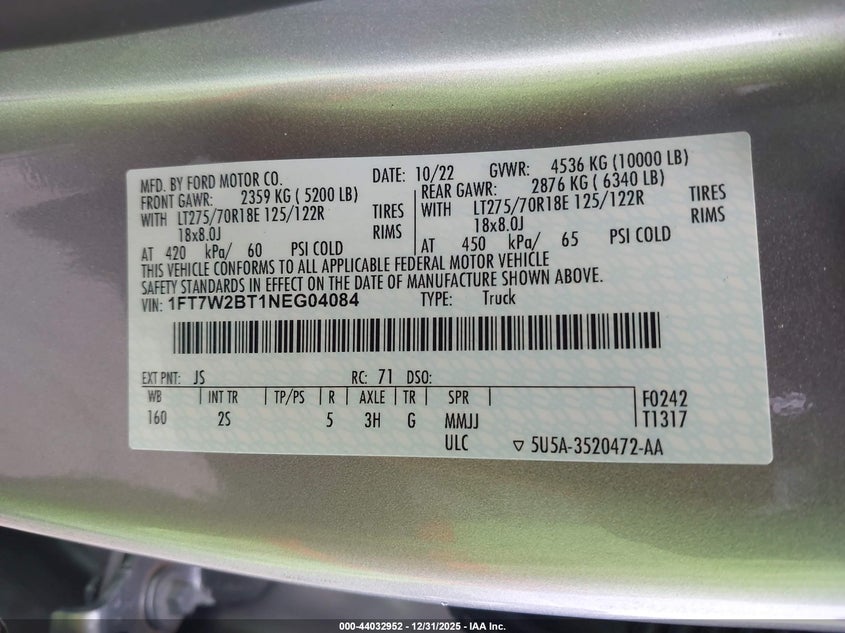 MFD. BY FORD MOTOR CO. DATE: 10/22 GVWR: 4536 KG (10000 LB)
FRONT GAWR: 2359 KG ( 5200 LB) REAR GAWR: 2876 KG ( 6340 LB)
WITH LT275/70R18E 125/122R TIRES WITH LT275/70R18E 125/122R TIRES
18x8.0J RIMS 18x8.0J RIMS
AT 420 kPa/ 60 PSI COLD AT 450 kPa/ 65 PSI COLD
THIS VEHICLE CONFORMS TO ALL APPLICABLE FEDERAL MOTOR VEHICLE
SAFETY STANDARDS IN EFFECT ON THE DATE OF MANUFACTURE SHOWN ABOVE.
VIN: 1FT7W2BT1NEG04084 TYPE: Truck
EXT PNT: JS RC: 71 DSO:
WB INT TR TP/PS R AXLE TR SPR F0242
160 2S 5 3H G MMJJ T1317
ULC ▽ 5U5A-3520472-AA
000-44032952 - 12/31/2025 - IAA Inc.